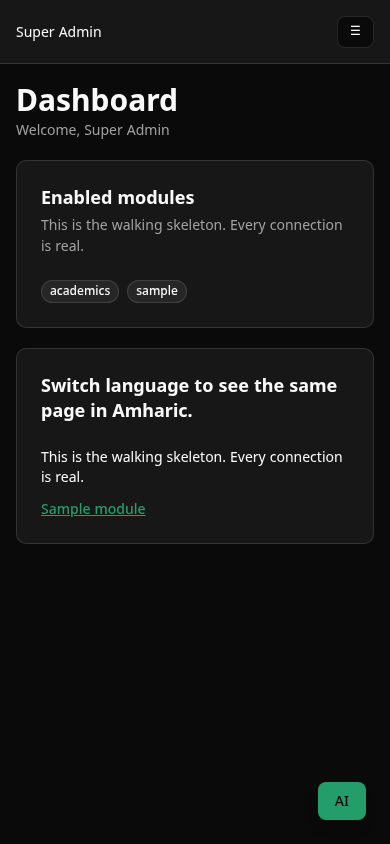 Super Admin
☰
Dashboard
Welcome, Super Admin
Enabled modules
This is the walking skeleton. Every connection
is real.
academics sample
Switch language to see the same
page in Amharic.
This is the walking skeleton. Every connection
is real.
Sample module
AI